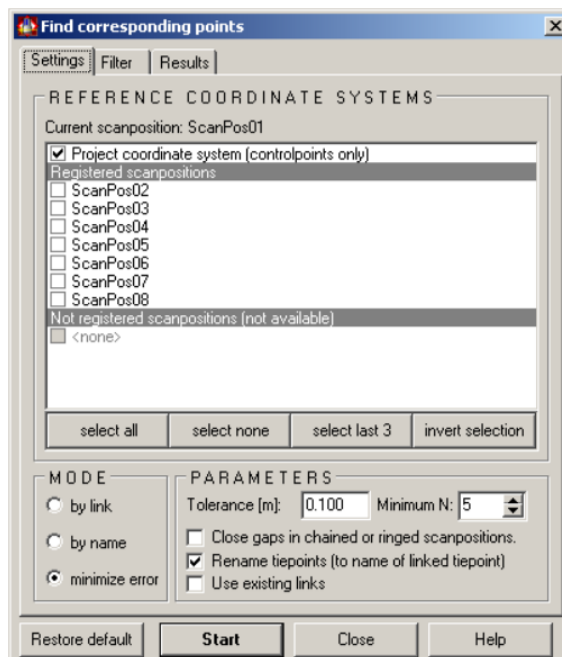 Find corresponding points
Settings Filter Results
REFERENCE COORDINATE SYSTEMS
Current scanposition: ScanPos01
Project coordinate system (controlpoints only)
Registered scanpositions
ScanPos02
ScanPos03
ScanPos04
ScanPos05
ScanPos06
ScanPos07
ScanPos08
Not registered scanpositions (not available)
<none>
select all select none select last 3 invert selection
MODE
by link
by name
minimize error
PARAMETERS
Tolerance [m]: 0.100 Minimum N: 5
Close gaps in chained or ringed scanpositions.
Rename tiepoints (to name of linked tiepoint)
Use existing links
Restore default Start Close Help